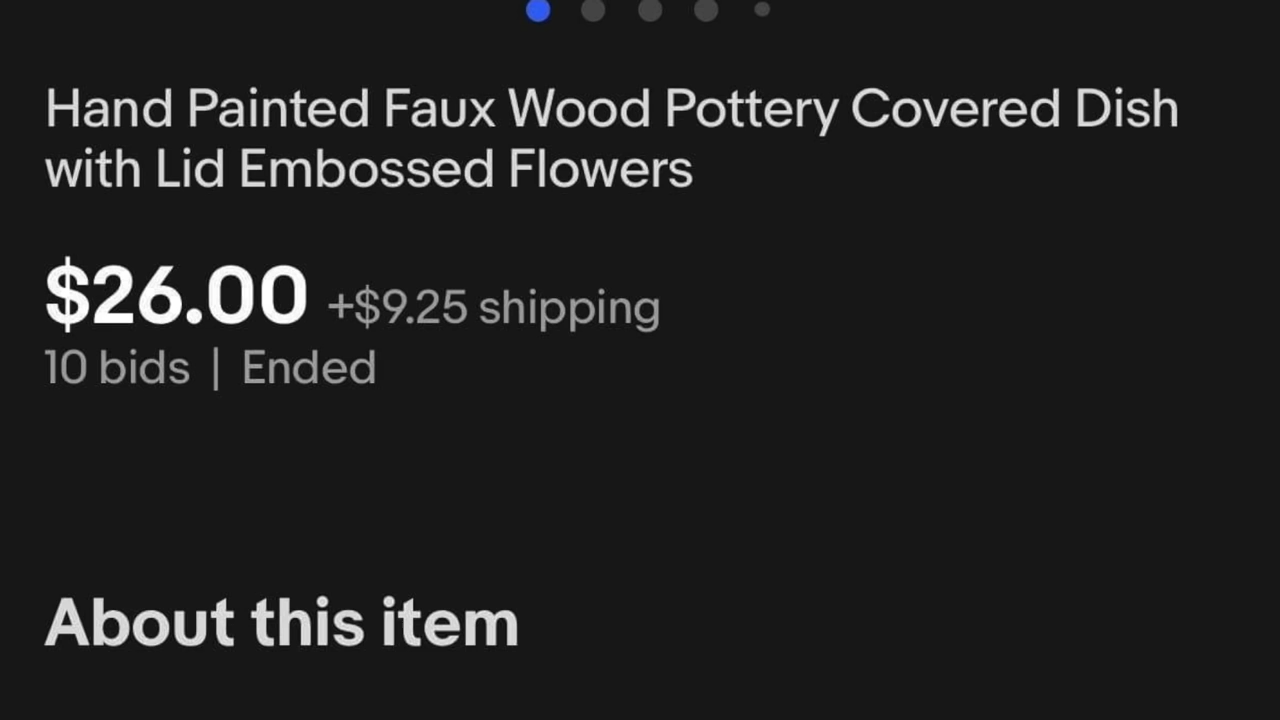 Hand Painted Faux Wood Pottery Covered Dish
with Lid Embossed Flowers
$26.00 +$9.25 shipping
10 bids | Ended
About this item